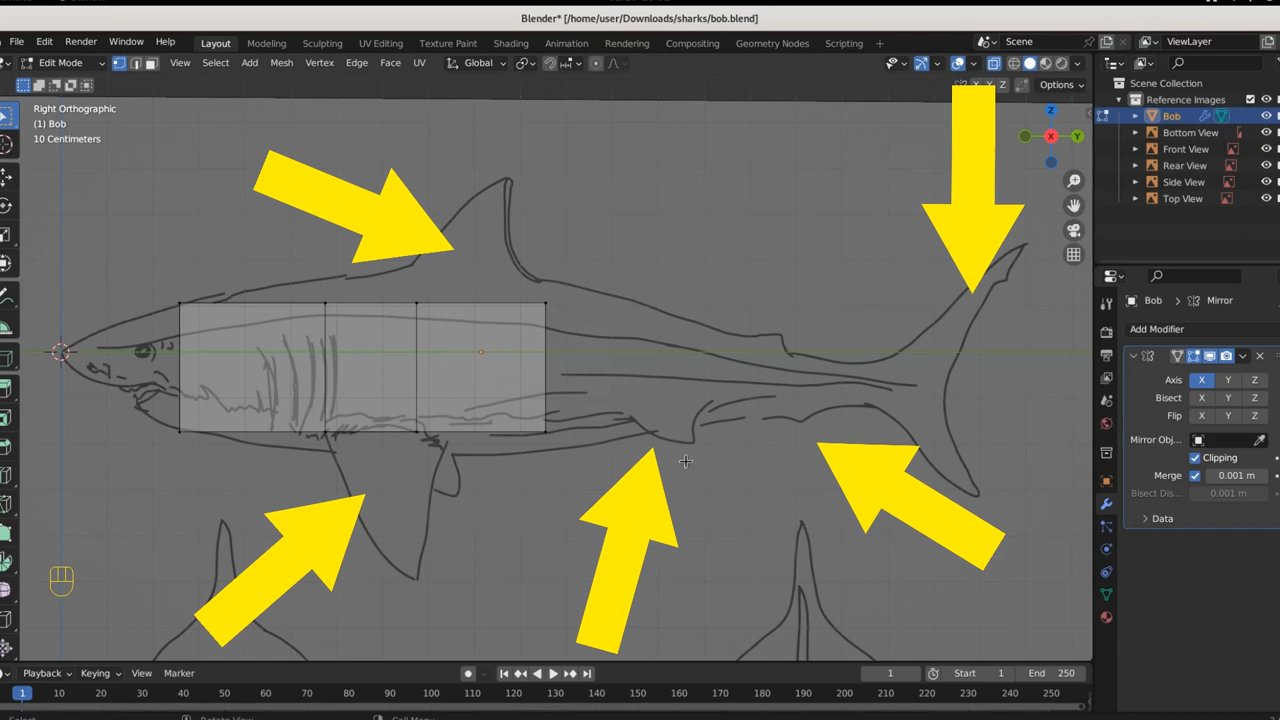 Blender* [/home/user/Downloads/sharks/bob.blend]
File Edit Render Window Help Layout Modeling Sculpting UV Editing Texture Paint Shading Animation Rendering Compositing Geometry Nodes Scripting + Scene ViewLayer
Edit Mode View Select Add Mesh Vertex Edge Face UV Global
Options
Right Orthographic
(1) Bob
10 Centimeters
Z
X
Y
Scene Collection
Reference Images
Bob
Bottom View
Front View
Rear View
Side View
Top View
Bob > Mirror
Add Modifier
Axis X Y Z
Bisect X Y Z
Flip X Y Z
Mirror Obj...
Clipping
Merge 0.001 m
Bisect Dis... 0.001 m
Data
Playback Keying View Marker 1 Start 1 End 250
1 10 20 30 40 50 60 70 80 90 100 110 120 130 140 150 160 170 180 190 200 210 220 230 240 250